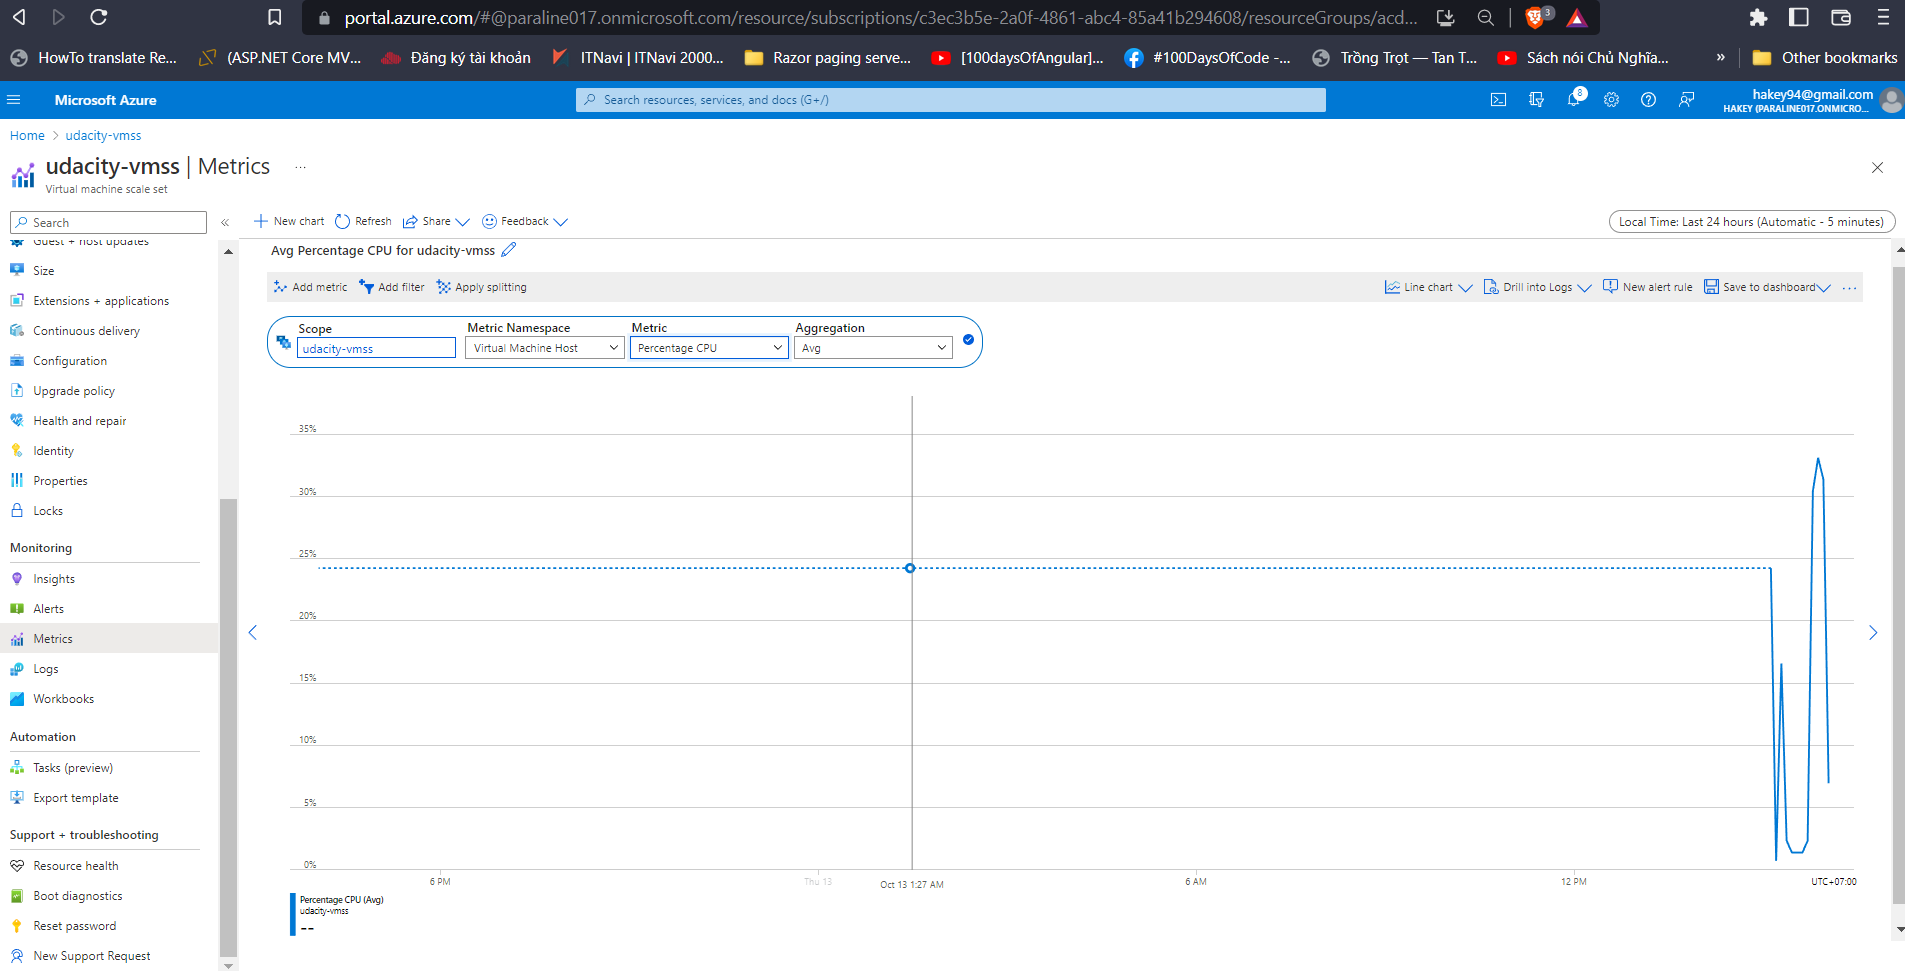 portal.azure.com/#@paraline017.onmicrosoft.com/resource/subscriptions/c3ec3b5e-2a0f-4861-abc4-85a41b294608/resourceGroups/acd...
3
HowTo translate Re...
(ASP.NET Core MV...
Đăng ký tài khoản
ITNavi | ITNavi 2000...
Razor paging serve...
[100daysOfAngular]...
#100DaysOfCode -...
Trồng Trọt — Tan T...
Sách nói Chủ Nghĩa...
»
Other bookmarks
Microsoft Azure
Search resources, services, and docs (G+/)
8
hakey94@gmail.com
HAKEY (PARALINE017.ONMICRO...
Home > udacity-vmss
udacity-vmss | Metrics ...
Virtual machine scale set
Search
«
New chart
Refresh
Share
Feedback
Local Time: Last 24 hours (Automatic - 5 minutes)
Guest + host updates
Size
Extensions + applications
Continuous delivery
Configuration
Upgrade policy
Health and repair
Identity
Properties
Locks
Monitoring
Insights
Alerts
Metrics
Logs
Workbooks
Automation
Tasks (preview)
Export template
Support + troubleshooting
Resource health
Boot diagnostics
Reset password
New Support Request
Avg Percentage CPU for udacity-vmss
Add metric
Add filter
Apply splitting
Line chart
Drill into Logs
New alert rule
Save to dashboard
...
Scope
udacity-vmss
Metric Namespace
Virtual Machine Host
Metric
Percentage CPU
Aggregation
Avg
35%
30%
25%
20%
15%
10%
5%
0%
6 PM
Thu 13
Oct 13 1:27 AM
6 AM
12 PM
UTC+07:00
Percentage CPU (Avg)
udacity-vmss
--